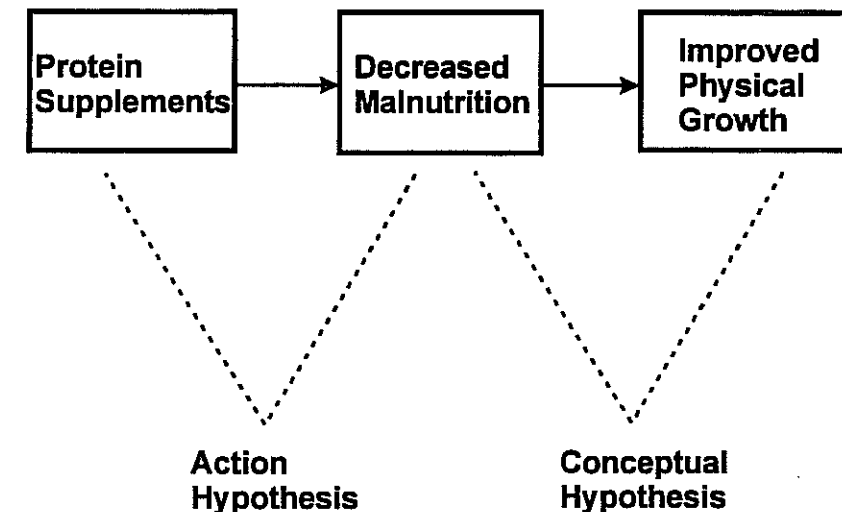 Protein
Supplements
Decreased
Malnutrition
Improved
Physical
Growth
Action
Hypothesis
Conceptual
Hypothesis